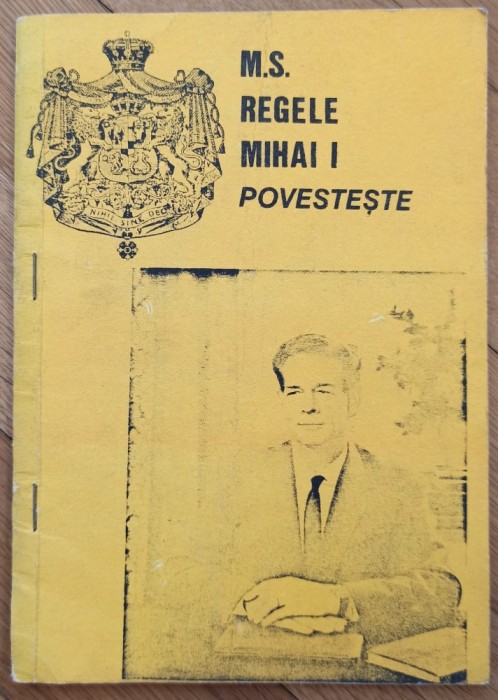 M.S.
REGELE
MIHAI I
POVESTEȘTE
NIHIL SINE DEO